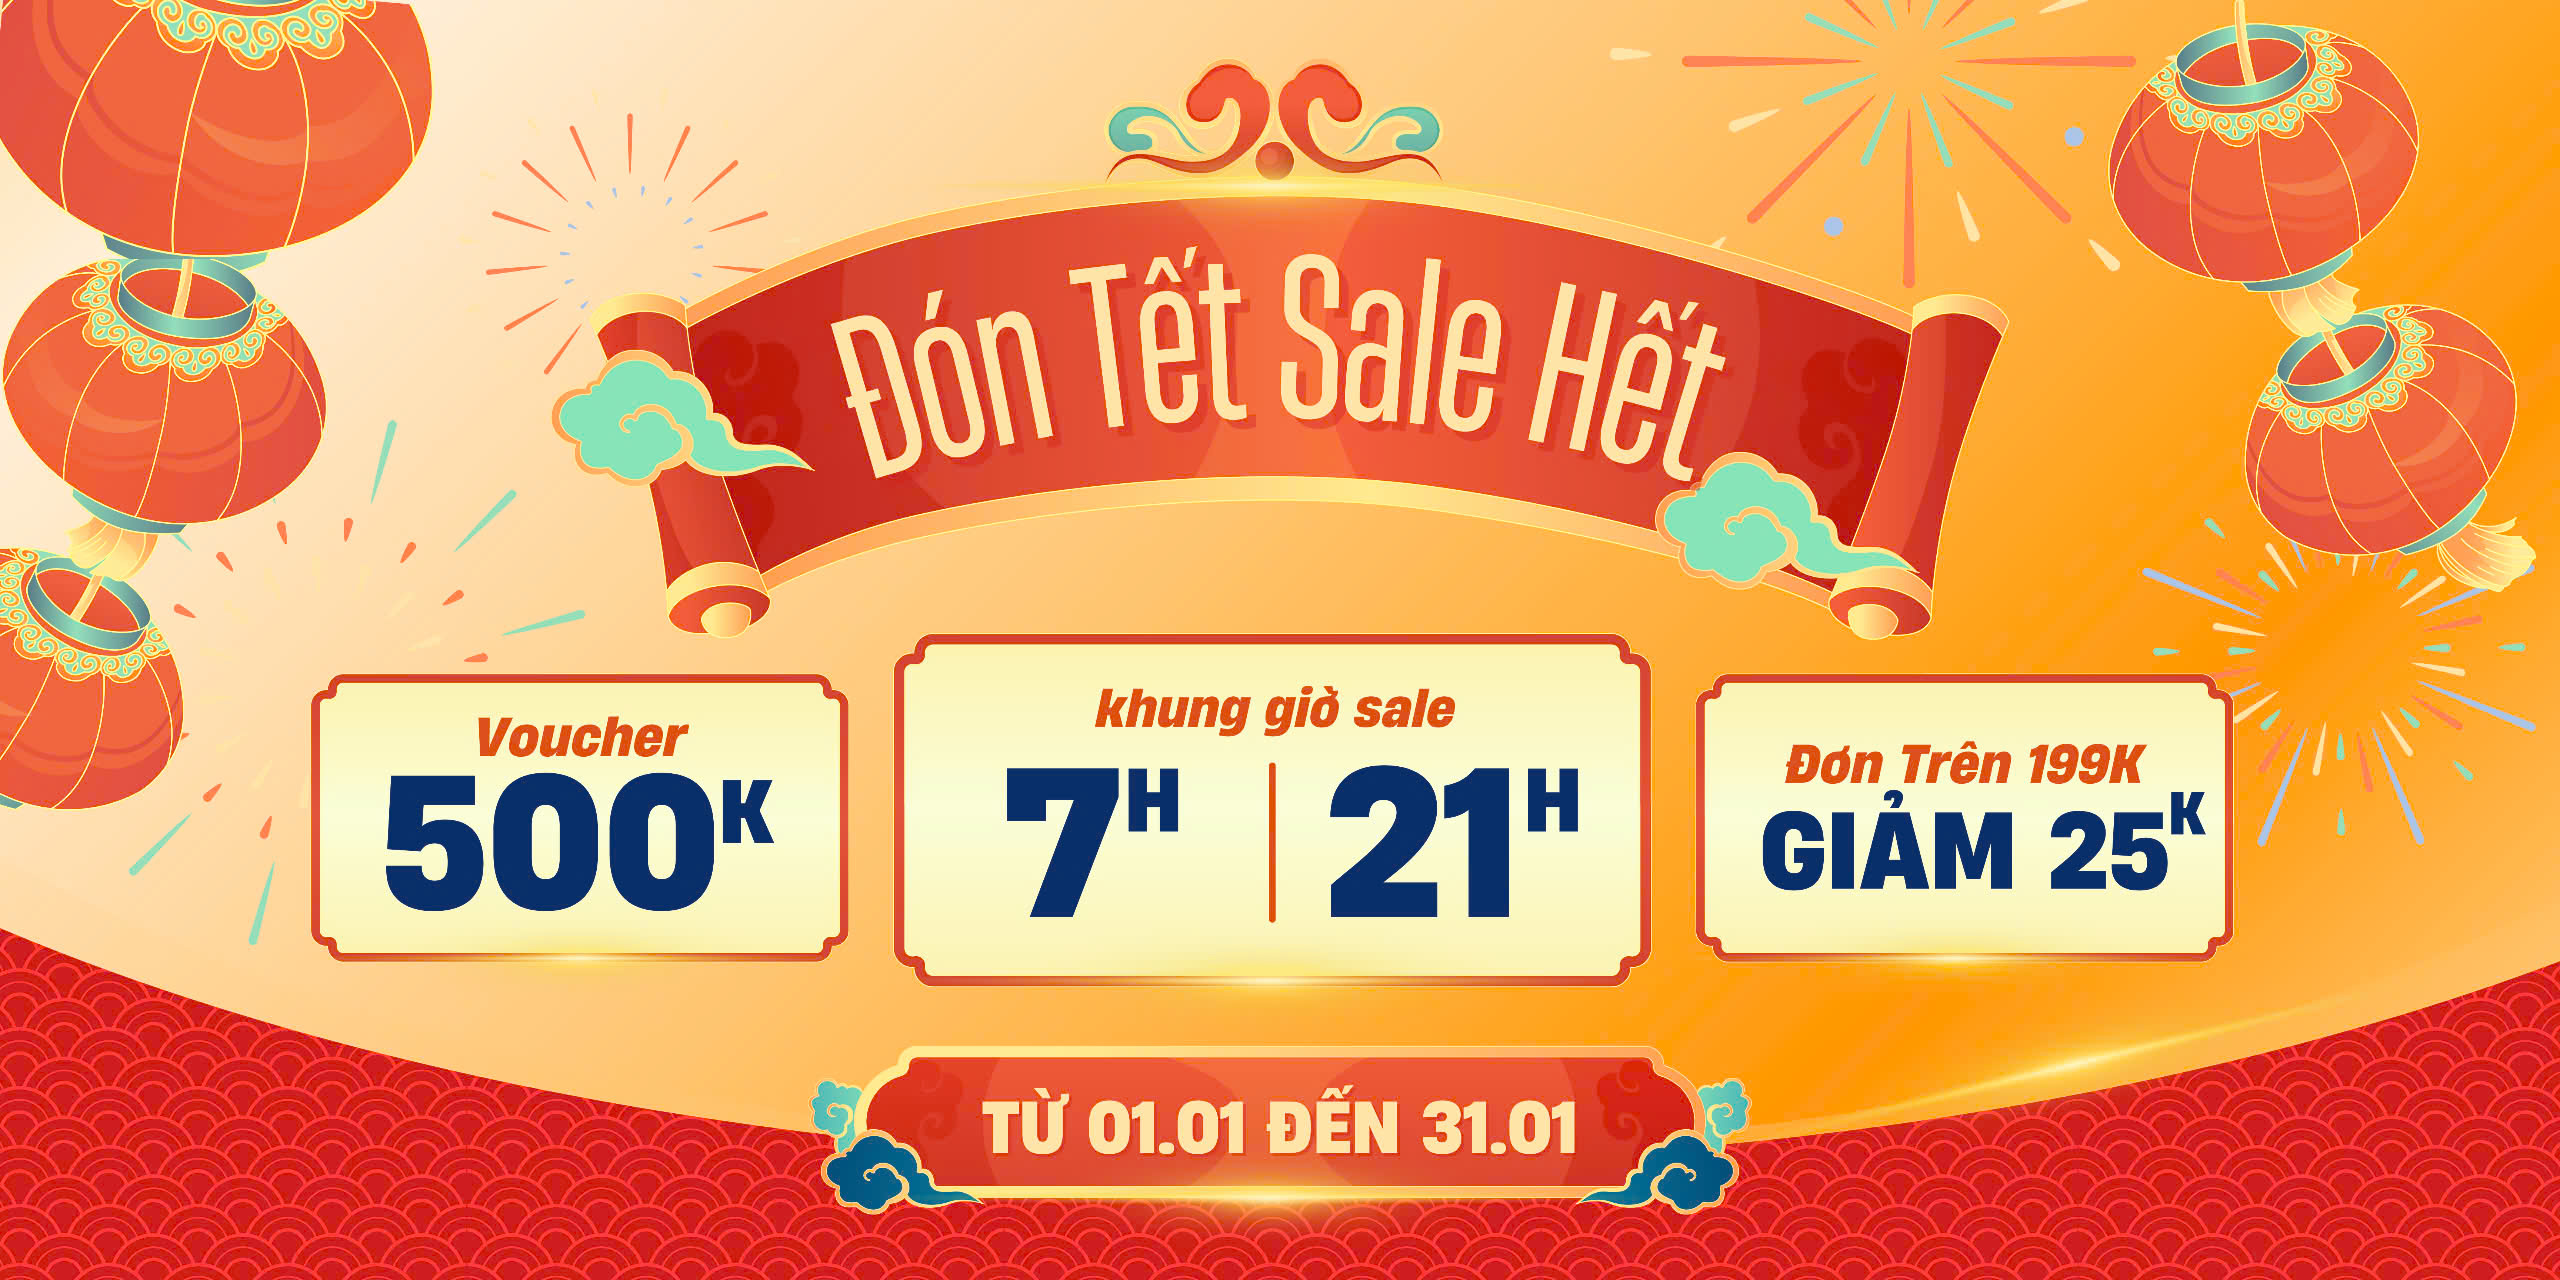 Đón Tết Sale Hết
Voucher
500K
khung giờ sale
7H | 21H
Đơn Trên 199K
GIẢM 25K
TỪ 01.01 ĐẾN 31.01